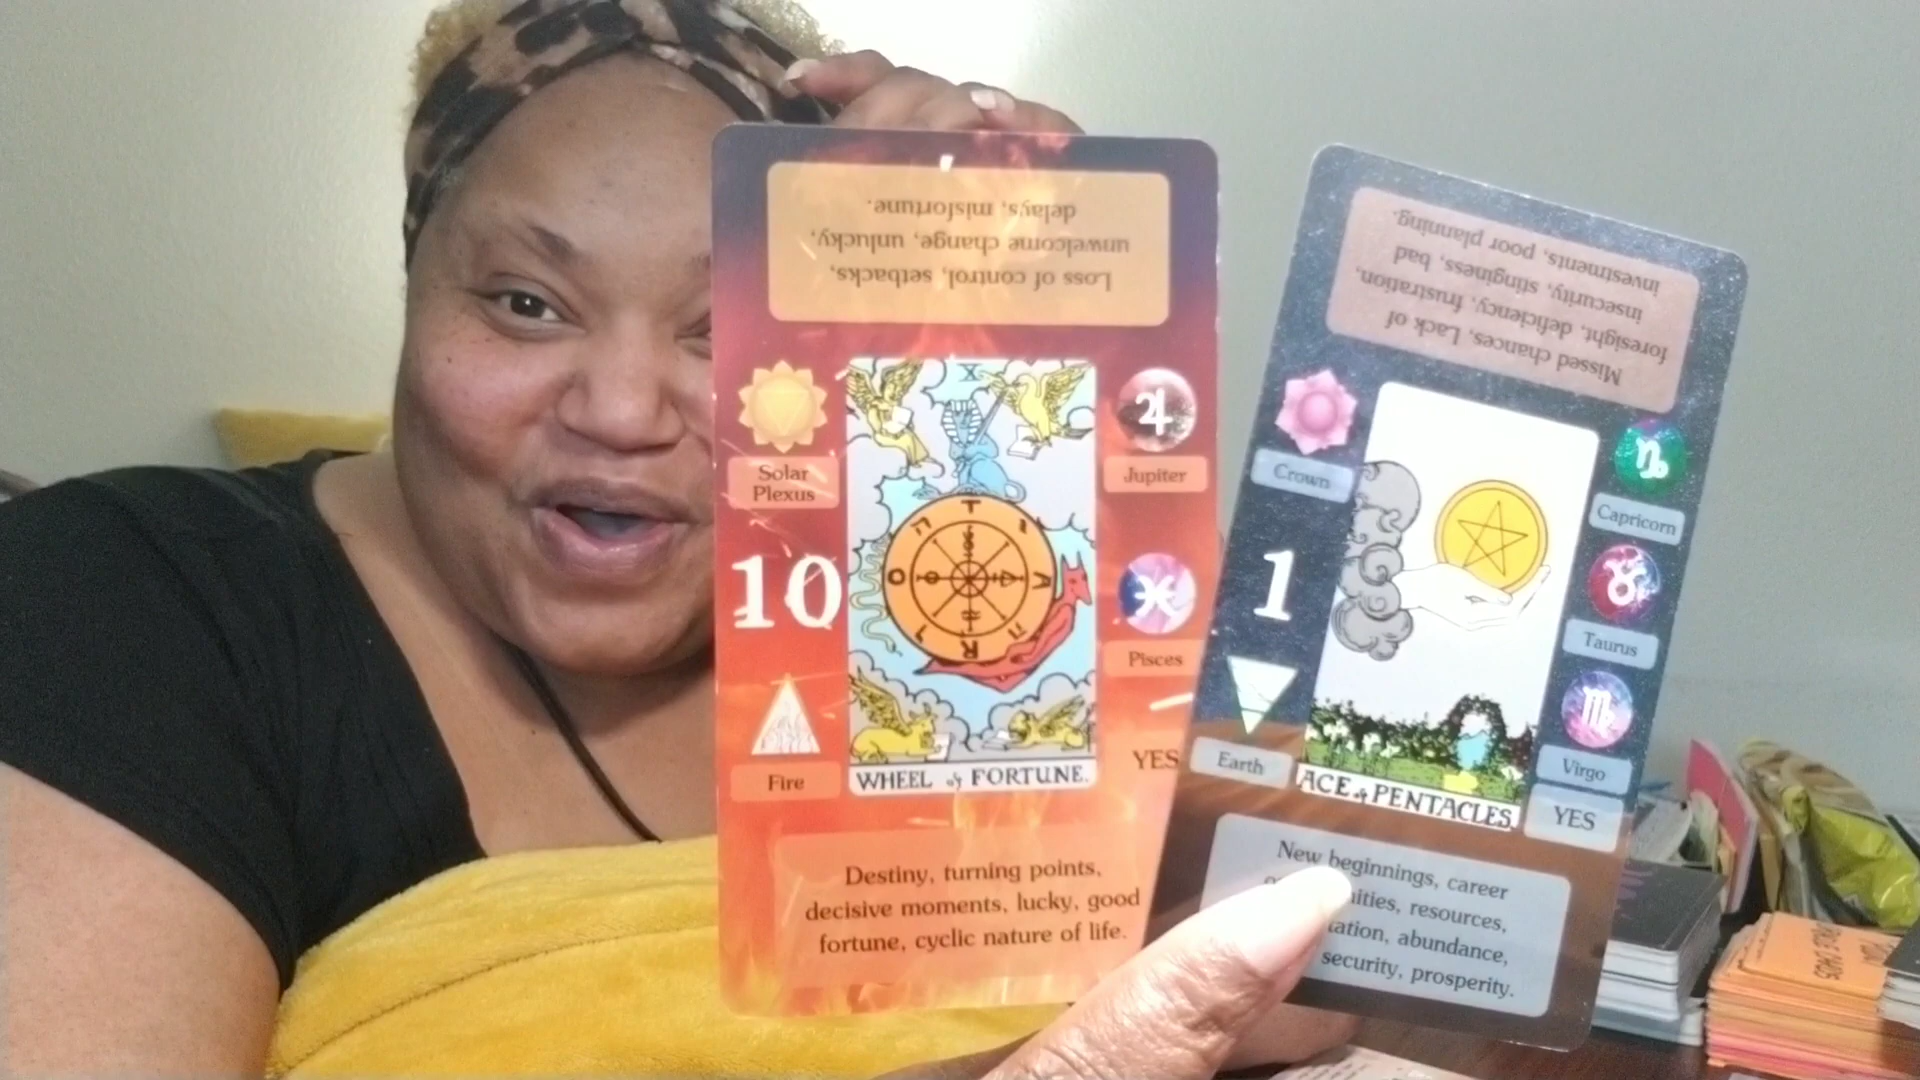 Loss of control, setbacks,
unwelcome change, unlucky,
delays, misfortune.
Solar
Plexus
10
Fire
X
T
A
R
O
WHEEL of FORTUNE.
Jupiter
Pisces
YES
Destiny, turning points,
decisive moments, lucky, good
fortune, cyclic nature of life.
Missed chances, Lack of
foresight, deficiency, frustration,
insecurity, stinginess, bad
investments, poor planning.
Crown
1
Earth
ACE of PENTACLES.
Capricorn
Taurus
Virgo
YES
New beginnings, career
resources,
abundance,
security, prosperity.